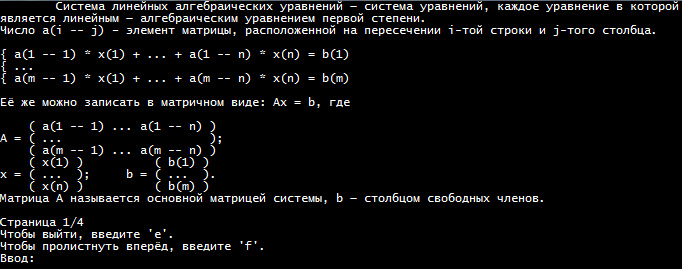 Система линейных алгебраических уравнений – система уравнений, каждое уравнение в которой
является линейным – алгебраическим уравнением первой степени.
Число a(i -- j) - элемент матрицы, расположенной на пересечении i-той строки и j-того столбца.
{ a(1 -- 1) * x(1) + ... + a(1 -- n) * x(n) = b(1)
{ ...
{ a(m -- 1) * x(1) + ... + a(m -- n) * x(n) = b(m)
Её же можно записать в матричном виде: Ax = b, где
( a(1 -- 1) ... a(1 -- n) )
A = ( ... );
( a(m -- 1) ... a(m -- n) )
( x(1) ) ( b(1) )
x = ( ... ); b = ( ... ).
( x(n) ) ( b(m) )
Матрица A называется основной матрицей системы, b – столбцом свободных членов.
Страница 1/4
Чтобы выйти, введите 'e'.
Чтобы пролистнуть вперёд, введите 'f'.
Ввод: